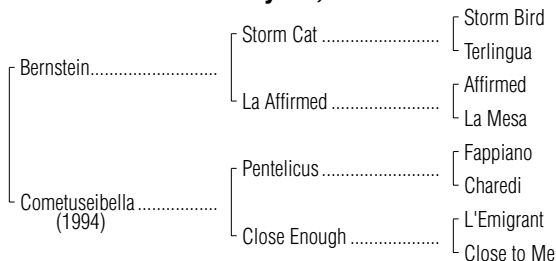 Storm Bird
Storm Cat ......................
Terlingua
Bernstein........................
Affirmed
La Affirmed ....................
La Mesa
Fappiano
Pentelicus ......................
Charedi
Cometuseibella ...............
(1994)
L'Emigrant
Close Enough .................
Close to Me